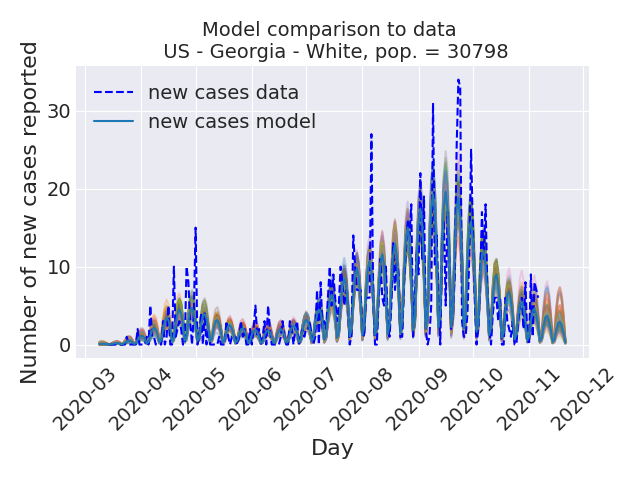 Model comparison to data
US - Georgia - White, pop. = 30798
Number of new cases reported
30
20
10
0
new cases data
new cases model
2020-03
2020-04
2020-05
2020-06
2020-07
2020-08
2020-09
2020-10
2020-11
2020-12
Day